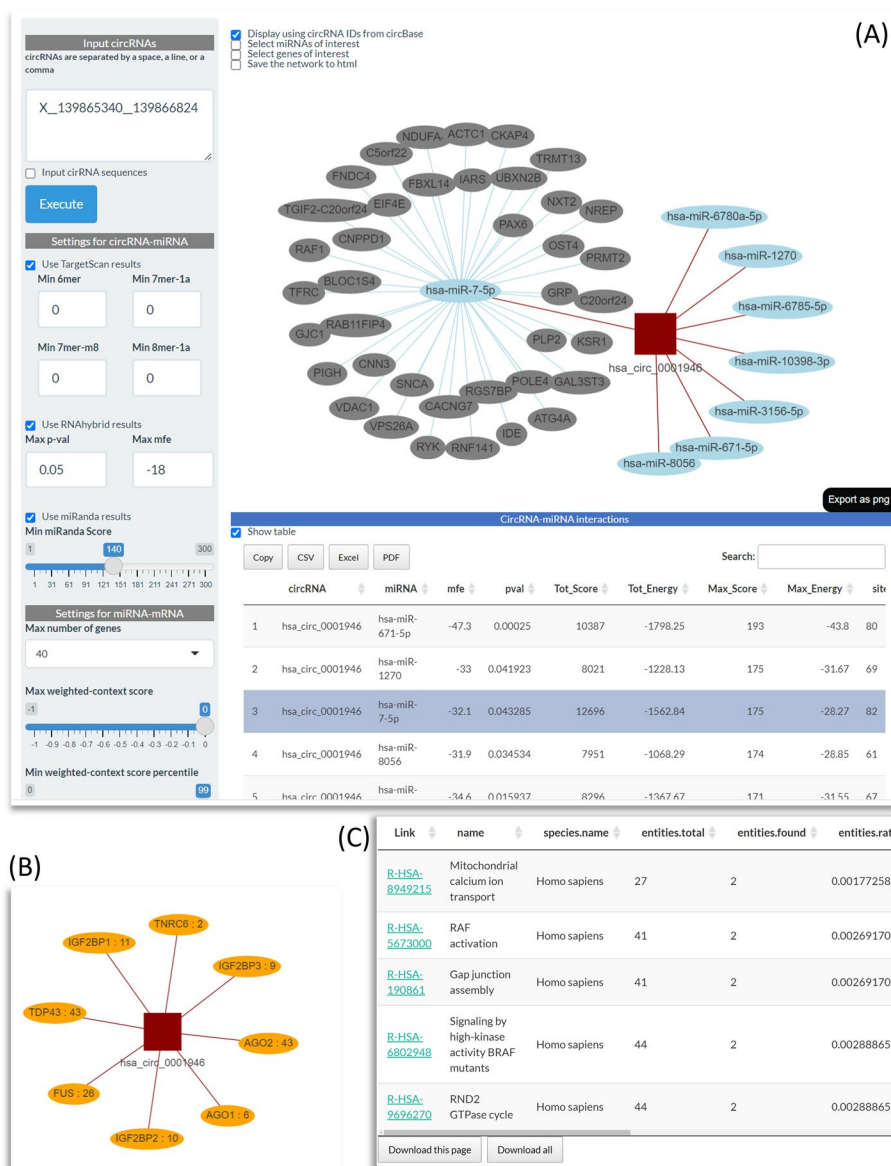 (A)
Input circRNAs
circRNAs are separated by a space, a line, or a
comma
X__139865340__139866824
Input cirRNA sequences
Execute
Settings for circRNA-miRNA
Use TargetScan results
Min 6mer Min 7mer-1a
0 0
Min 7mer-m8 Min 8mer-1a
0 0
Use RNAhybrid results
Max p-val Max mfe
0.05 -18
Use miRanda results
Min miRanda Score
1 140 300
1 31 61 91 121 151 181 211 241 271 300
Settings for miRNA-mRNA
Max number of genes
40
Max weighted-context score
-1 0
-1 -0.9 -0.8 -0.7 -0.6 -0.5 -0.4 -0.3 -0.2 -0.1 0
Min weighted-context score percentile
0 99
Display using circRNA IDs from circBase
Select miRNAs of interest
Select genes of interest
Save the network to html
NDUFA- ACTC1 CKAP4
C5orf22 TRMT13
FNDC4 FBXL14 IARS UBXN2B
TGIF2-C20orf24 EIF4E NXT2 NREP
CNPPD1 PAX6
RAF1 OST4 PRMT2
BLOC1S4
TFRC hsa-miR-7-5p GRP C20orf24
RAB11FIP4
GJC1 PLP2 KSR1
CNN3
PIGH SNCA POLE4 GAL3ST3
RGS7BP
VDAC1 CACNG7 ATG4A
VPS26A IDE
RYK RNF141
hsa-miR-6780a-5p
hsa-miR-1270
hsa-miR-6785-5p
hsa_circ_0001946
hsa-miR-10398-3p
hsa-miR-3156-5p
hsa-miR-671-5p
hsa-miR-8056
Export as png
CircRNA-miRNA interactions
Show table
Copy CSV Excel PDF Search:
circRNA miRNA mfe pval Tot_Score Tot_Energy Max_Score Max_Energy site
1 hsa_circ_0001946 hsa-miR-671-5p -47.3 0.00025 10387 -1798.25 193 -43.8 80
2 hsa_circ_0001946 hsa-miR-1270 -33 0.041923 8021 -1228.13 175 -31.67 69
3 hsa_circ_0001946 hsa-miR-7-5p -32.1 0.043285 12696 -1562.84 175 -28.27 82
4 hsa_circ_0001946 hsa-miR-8056 -31.9 0.034534 7951 -1068.29 174 -28.85 61
5 hsa_circ_0001946 hsa-miR- -34.6 0.015937 8296 -1367.67 171 -31.55 67
(B)
TNRC6 : 2
IGF2BP1 : 11
IGF2BP3 : 9
TDP43 : 43
AGO2 : 43
hsa_circ_0001946
FUS : 26
AGO1 : 6
IGF2BP2 : 10
(C)
Link name species.name entities.total entities.found entities.rat
R-HSA-8949215 Mitochondrial calcium ion transport Homo sapiens 27 2 0.00177258
R-HSA-5673000 RAF activation Homo sapiens 41 2 0.00269170
R-HSA-190861 Gap junction assembly Homo sapiens 41 2 0.00269170
R-HSA-6802948 Signaling by high-kinase activity BRAF mutants Homo sapiens 44 2 0.00288865
R-HSA-9696270 RND2 GTPase cycle Homo sapiens 44 2 0.00288865
Download this page Download all